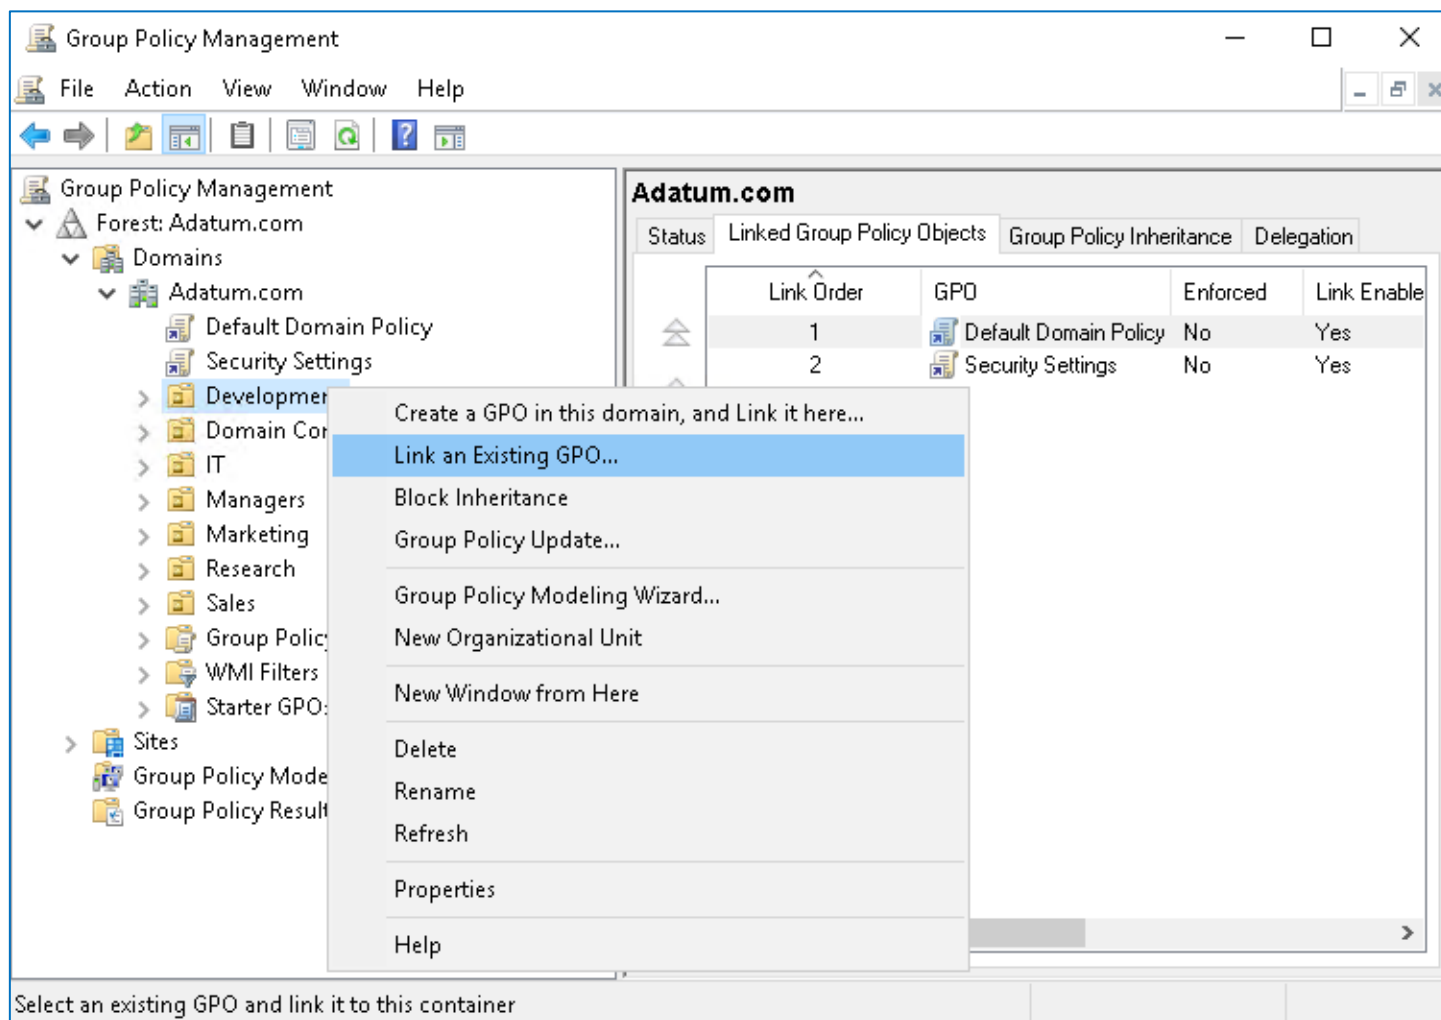 Group Policy Management
File Action View Window Help
Group Policy Management
Forest: Adatum.com
Domains
Adatum.com
Default Domain Policy
Security Settings
Developmen
Domain Con
IT
Managers
Marketing
Research
Sales
Group Policy
WMI Filters
Starter GPO
Sites
Group Policy Mode
Group Policy Result
Adatum.com
Status Linked Group Policy Objects Group Policy Inheritance Delegation
Link Order GPO Enforced Link Enable
1 Default Domain Policy No Yes
2 Security Settings No Yes
Create a GPO in this domain, and Link it here...
Link an Existing GPO...
Block Inheritance
Group Policy Update...
Group Policy Modeling Wizard...
New Organizational Unit
New Window from Here
Delete
Rename
Refresh
Properties
Help
Select an existing GPO and link it to this container